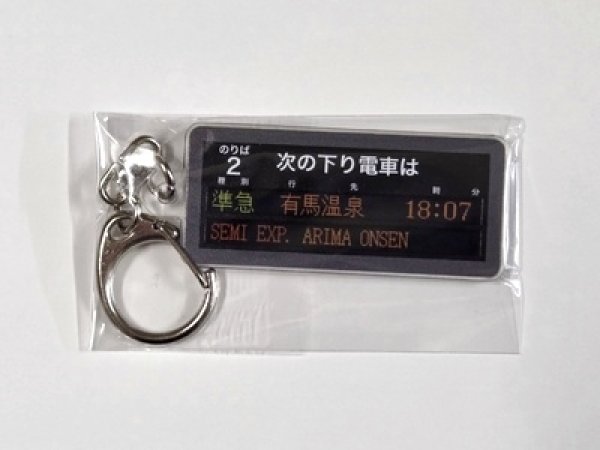 のりば
2 次の下り電車は
種別 行先 時分
準急 有馬温泉 18:07
SEMI EXP. ARIMA ONSEN